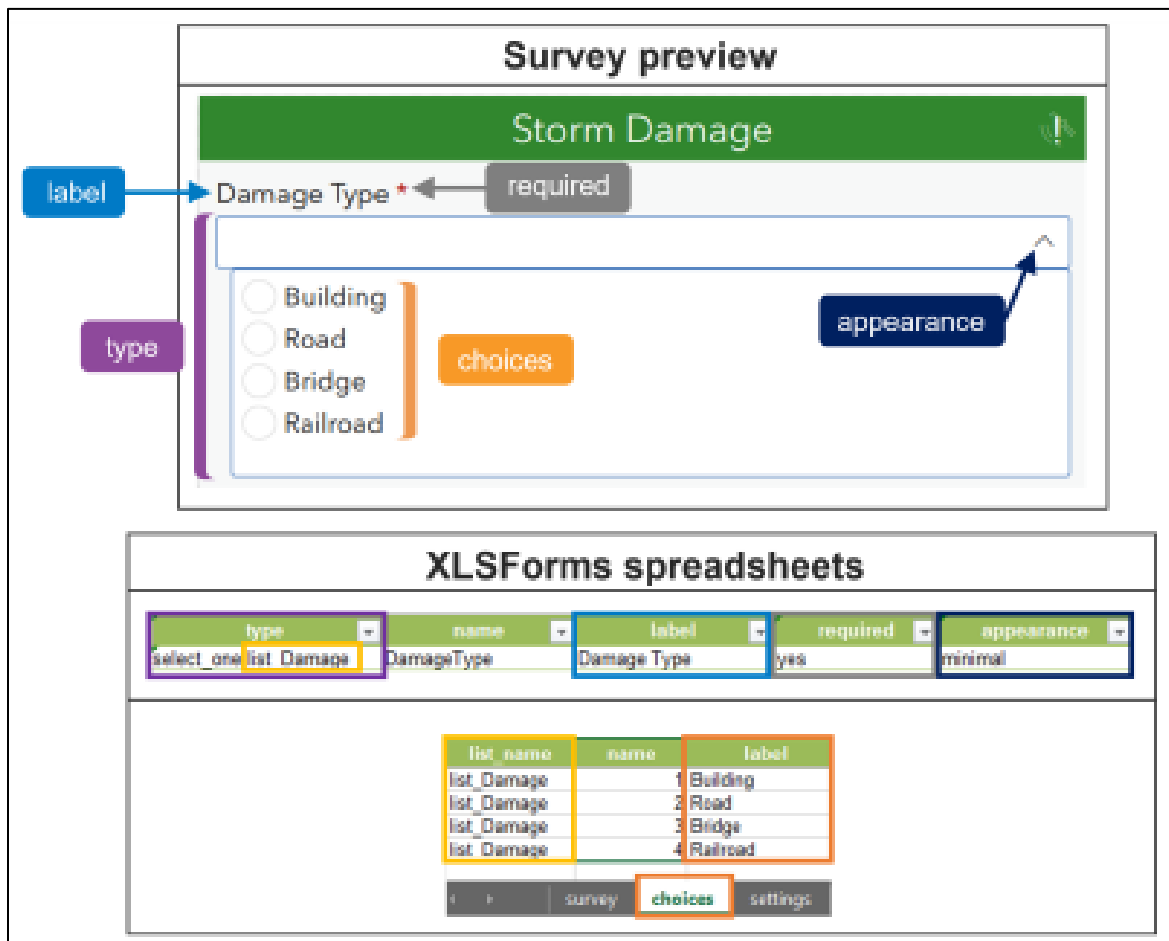 Survey preview
Storm Damage
label
Damage Type *
required
Building
Road
Bridge
Railroad
type
choices
appearance
XLSForms spreadsheets
type name label required appearance
select_one list_Damage DamageType Damage Type yes minimal
list_name name label
list_Damage 1 Building
list_Damage 2 Road
list_Damage 3 Bridge
list_Damage 4 Railroad
survey choices settings